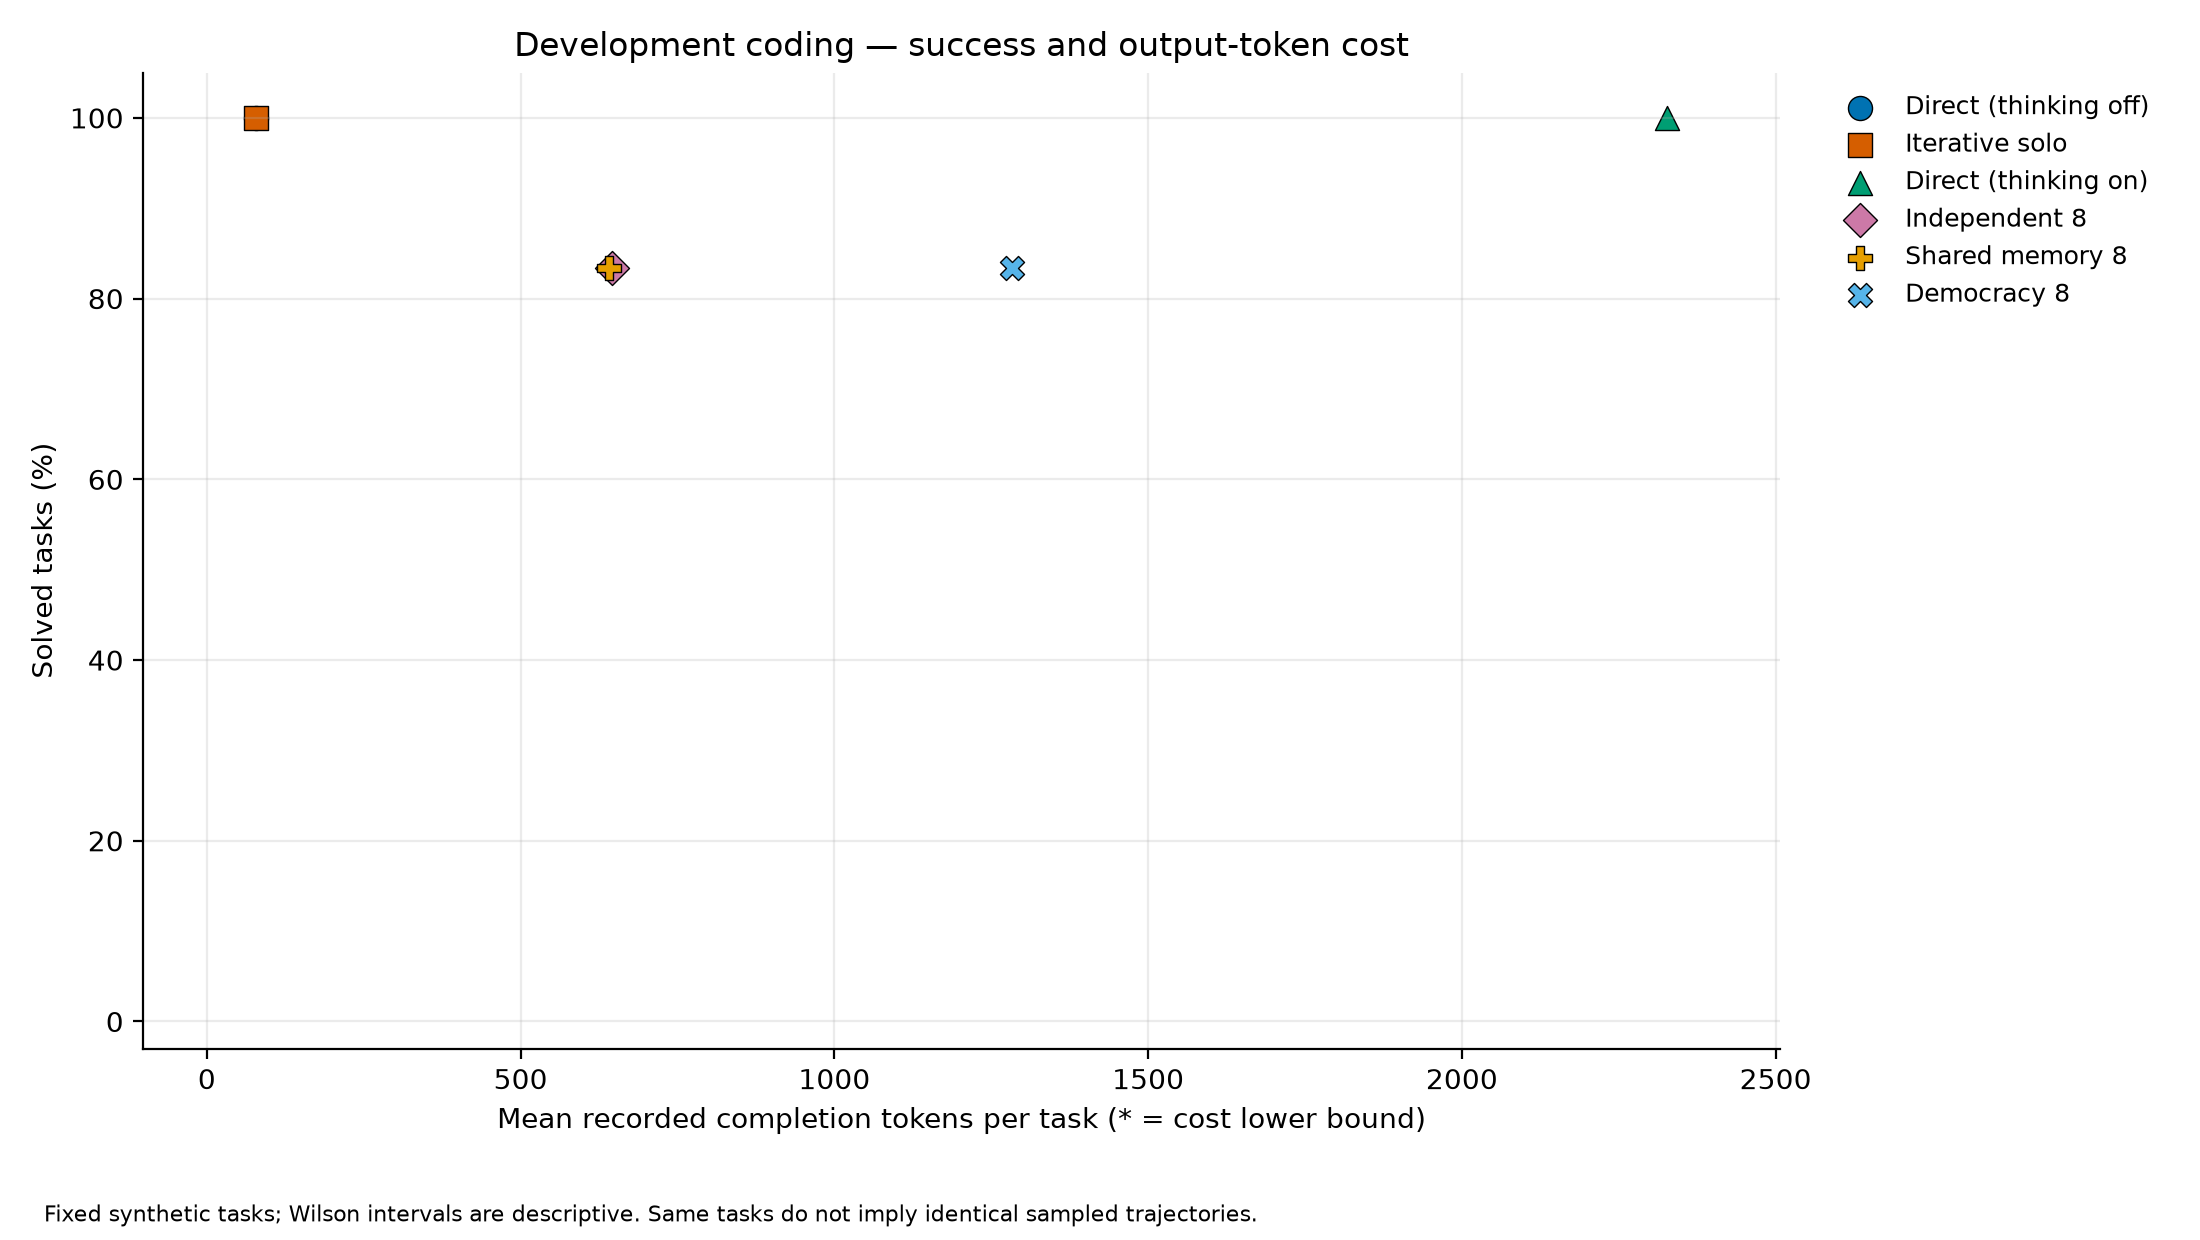 Development coding — success and output-token cost
100
80
60
40
20
0
Solved tasks (%)
0
500
1000
1500
2000
2500
Mean recorded completion tokens per task (* = cost lower bound)
Direct (thinking off)
Iterative solo
Direct (thinking on)
Independent 8
Shared memory 8
Democracy 8
Fixed synthetic tasks; Wilson intervals are descriptive. Same tasks do not imply identical sampled trajectories.